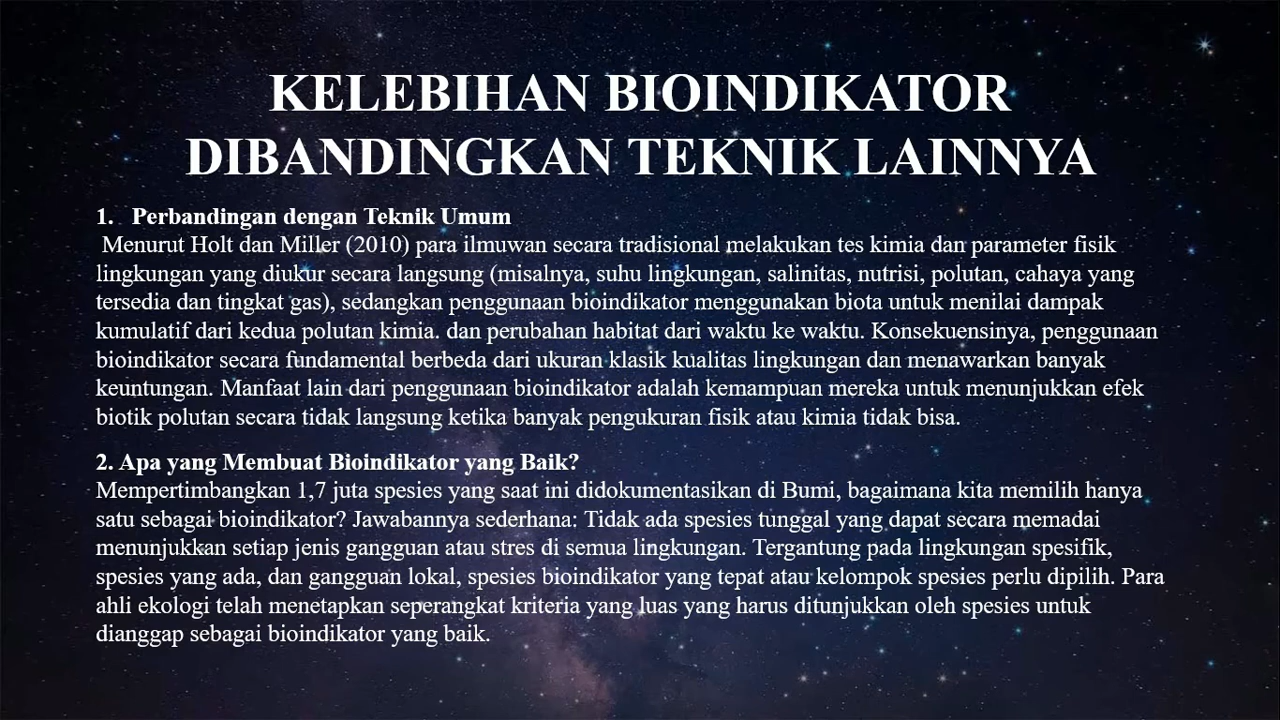 KELEBIHAN BIOINDIKATOR
DIBANDINGKAN TEKNIK LAINNYA
1. Perbandingan dengan Teknik Umum
Menurut Holt dan Miller (2010) para ilmuwan secara tradisional melakukan tes kimia dan parameter fisik
lingkungan yang diukur secara langsung (misalnya, suhu lingkungan, salinitas, nutrisi, polutan, cahaya yang
tersedia dan tingkat gas), sedangkan penggunaan bioindikator menggunakan biota untuk menilai dampak
kumulatif dari kedua polutan kimia. dan perubahan habitat dari waktu ke waktu. Konsekuensinya, penggunaan
bioindikator secara fundamental berbeda dari ukuran klasik kualitas lingkungan dan menawarkan banyak
keuntungan. Manfaat lain dari penggunaan bioindikator adalah kemampuan mereka untuk menunjukkan efek
biotik polutan secara tidak langsung ketika banyak pengukuran fisik atau kimia tidak bisa.
2. Apa yang Membuat Bioindikator yang Baik?
Mempertimbangkan 1,7 juta spesies yang saat ini didokumentasikan di Bumi, bagaimana kita memilih hanya
satu sebagai bioindikator? Jawabannya sederhana: Tidak ada spesies tunggal yang dapat secara memadai
menunjukkan setiap jenis gangguan atau stres di semua lingkungan. Tergantung pada lingkungan spesifik,
spesies yang ada, dan gangguan lokal, spesies bioindikator yang tepat atau kelompok spesies perlu dipilih. Para
ahli ekologi telah menetapkan seperangkat kriteria yang luas yang harus ditunjukkan oleh spesies untuk
dianggap sebagai bioindikator yang baik.